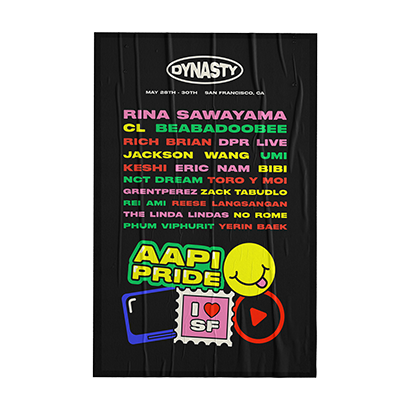 DYNASTY
MAY 28TH - 30TH SAN FRANCISCO, CA
RINA SAWAYAMA
CL BEABADOOBEE
RICH BRIAN DPR LIVE
JACKSON WANG UMI
KESHI ERIC NAM BIBI
NCT DREAM TORO Y MOI
GRENTPEREZ ZACK TABUDLO
REI AMI REESE LANGSANGAN
THE LINDA LINDAS NO ROME
PHUM VIPHURIT YERIN BAEK
AAPI
PRIDE
I
SF